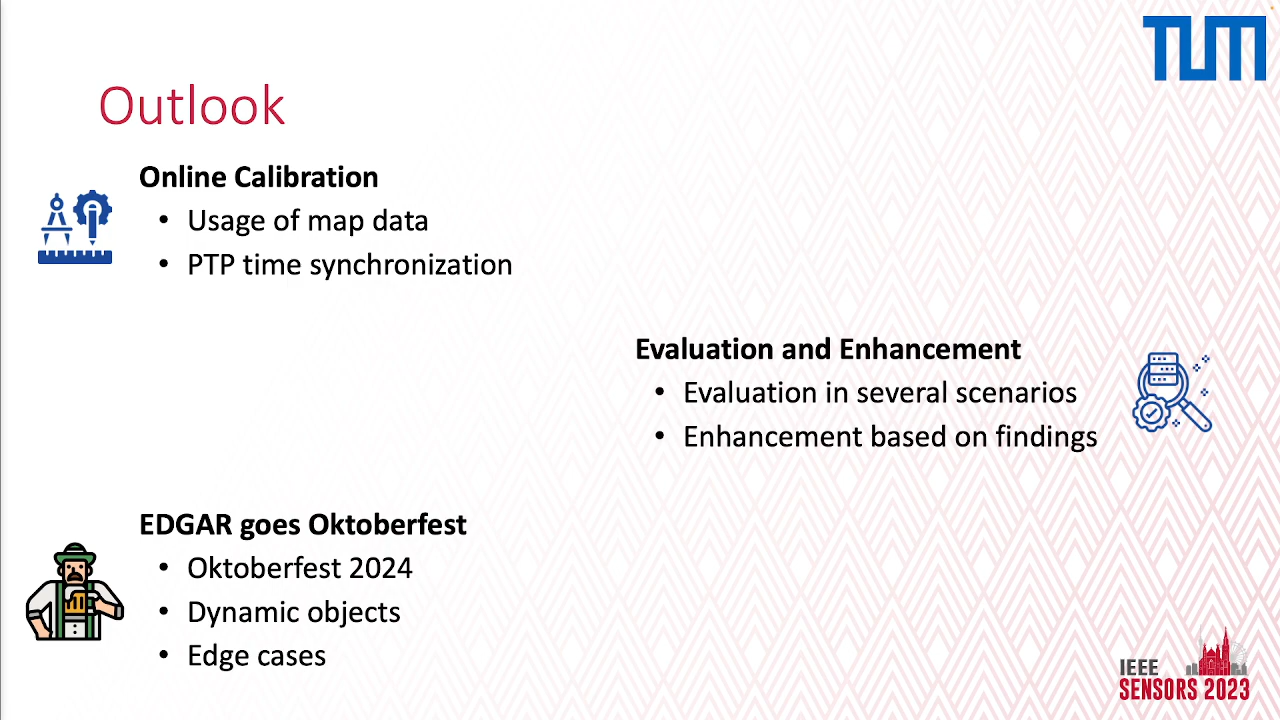 TUM
Outlook
Online Calibration
• Usage of map data
• PTP time synchronization
Evaluation and Enhancement
• Evaluation in several scenarios
• Enhancement based on findings
EDGAR goes Oktoberfest
• Oktoberfest 2024
• Dynamic objects
• Edge cases
IEEE
SENSORS 2023